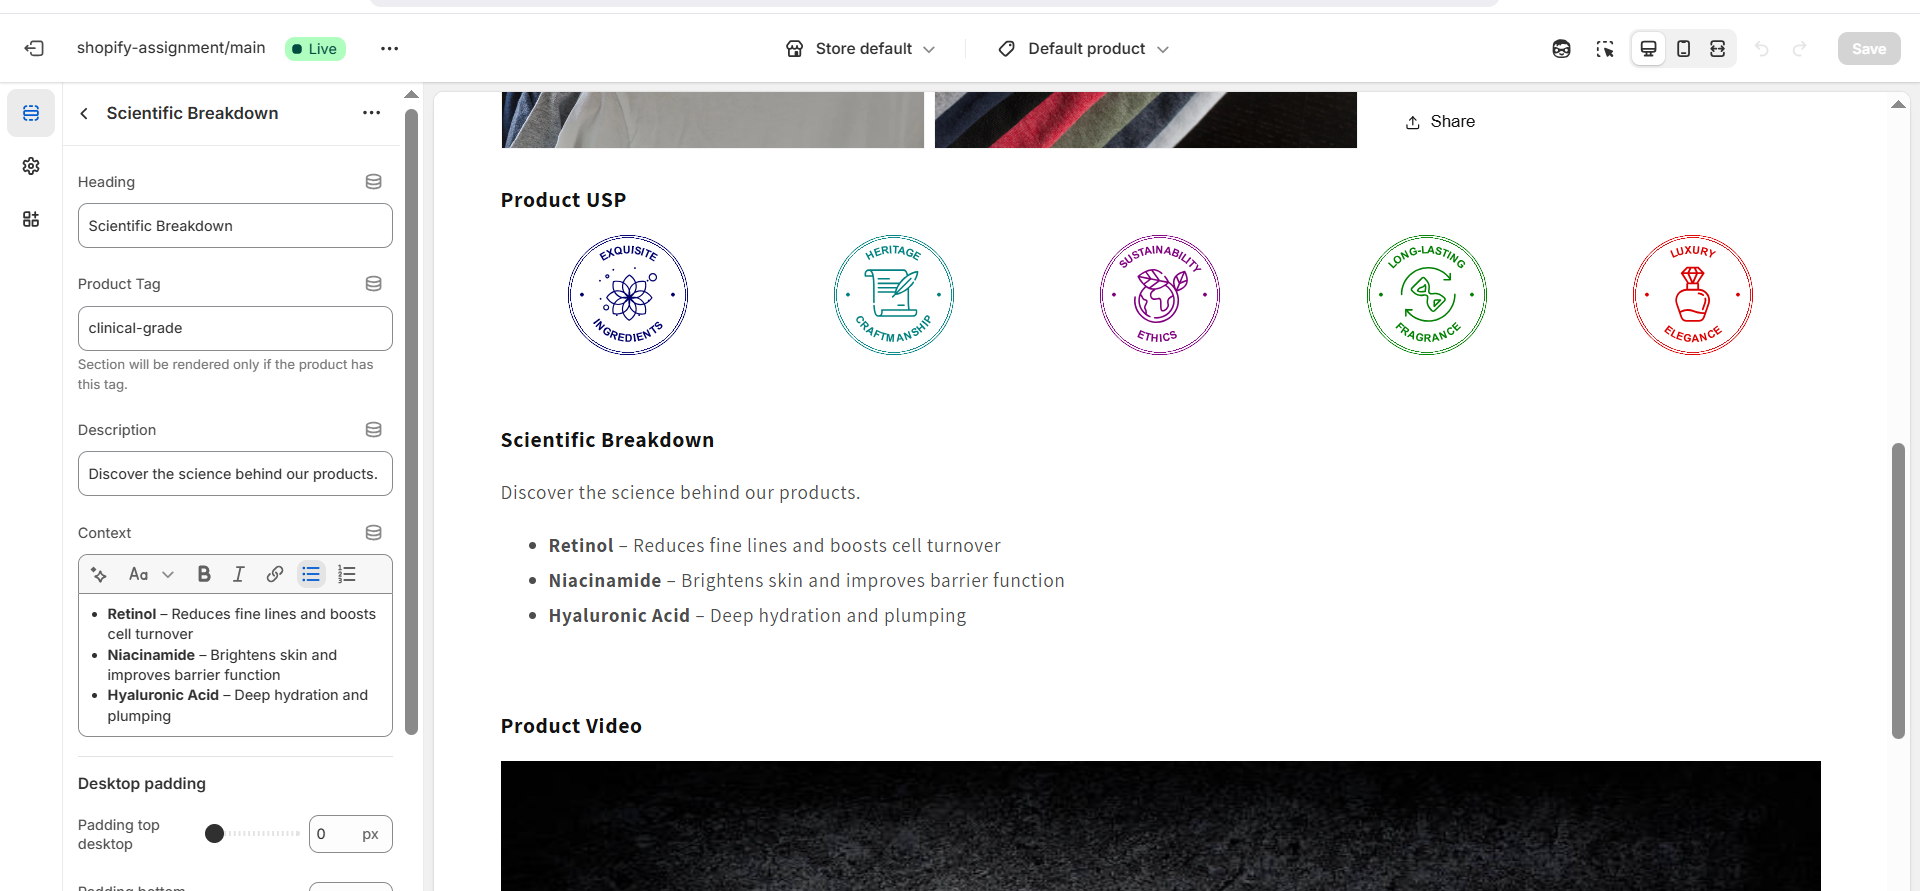 shopify-assignment/main
Live
Store default
Default product
Save
Scientific Breakdown
Heading
Scientific Breakdown
Product Tag
clinical-grade
Section will be rendered only if the product has
this tag.
Description
Discover the science behind our products.
Context
Aa
B
I
Retinol – Reduces fine lines and boosts
cell turnover
Niacinamide – Brightens skin and
improves barrier function
Hyaluronic Acid – Deep hydration and
plumping
Desktop padding
Padding top
desktop
0
px
Padding bottom
Share
Product USP
EXQUISITE
INGREDIENTS
HERITAGE
CRAFTMANSHIP
SUSTAINABILITY
ETHICS
LONG-LASTING
FRAGRANCE
LUXURY
ELEGANCE
Scientific Breakdown
Discover the science behind our products.
Retinol – Reduces fine lines and boosts cell turnover
Niacinamide – Brightens skin and improves barrier function
Hyaluronic Acid – Deep hydration and plumping
Product Video